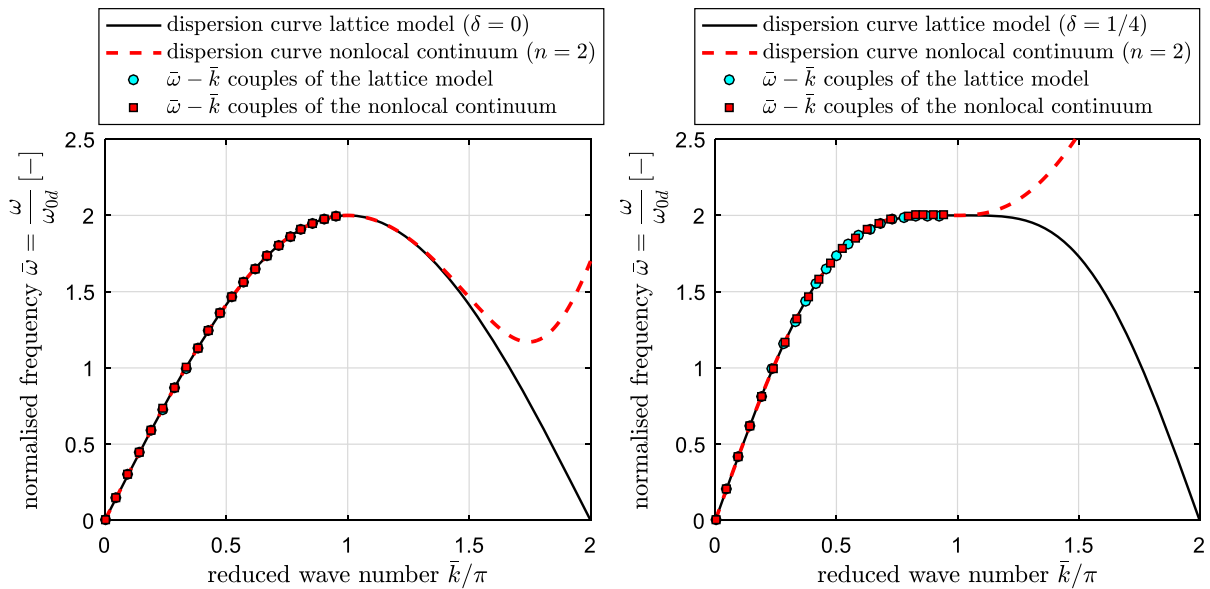 dispersion curve lattice model (δ = 0)
dispersion curve nonlocal continuum (n = 2)
ω̄ − k̄ couples of the lattice model
ω̄ − k̄ couples of the nonlocal continuum
normalised frequency ω̄ = ω/ω0d [−]
2.5
2
1.5
1
0.5
0
0 0.5 1 1.5 2
reduced wave number k̄/π
dispersion curve lattice model (δ = 1/4)
dispersion curve nonlocal continuum (n = 2)
ω̄ − k̄ couples of the lattice model
ω̄ − k̄ couples of the nonlocal continuum
normalised frequency ω̄ = ω/ω0d [−]
2.5
2
1.5
1
0.5
0
0 0.5 1 1.5 2
reduced wave number k̄/π